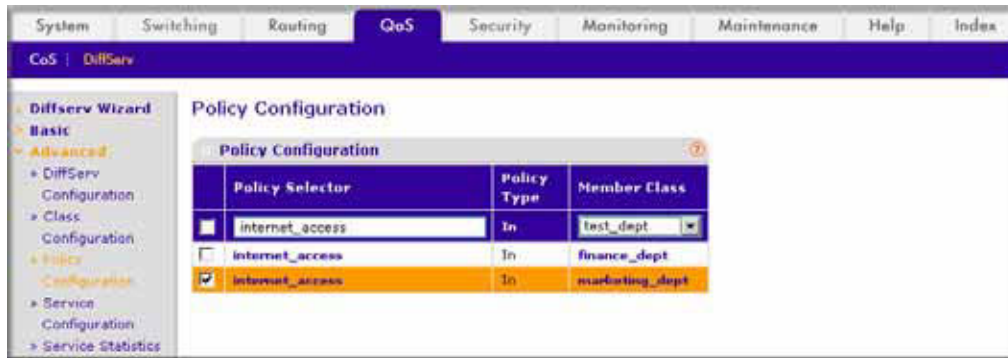 System Switching Routing QoS Security Monitoring Maintenance Help Index
CoS | DiffServ
Diffserv Wizard
Basic
Advanced
» DiffServ
Configuration
» Class
Configuration
» Policy
Configuration
» Service
Configuration
» Service Statistics
Policy Configuration
Policy Configuration ?
Policy Selector Policy Type Member Class
internet_access In test_dept
internet_access In finance_dept
internet_access In marketing_dept